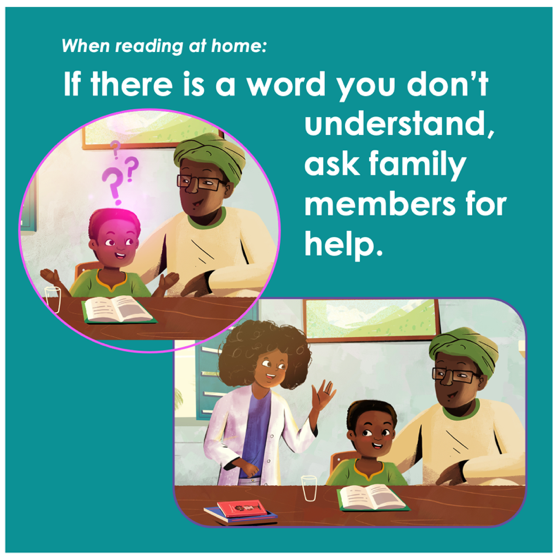 When reading at home:
If there is a word you don't
understand,
ask family
members for
help.
? ? ?